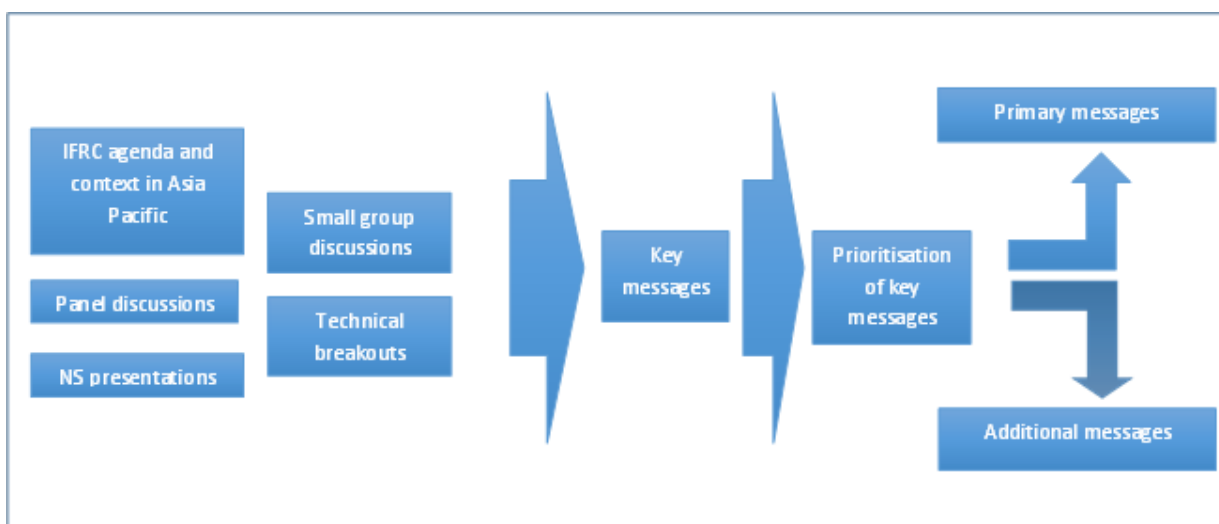 IFRC agenda and
context in Asia
Pacific
Panel discussions
NS presentations
Small group
discussions
Technical
breakouts
Key
messages
Prioritisation
of key
messages
Primary messages
Additional messages